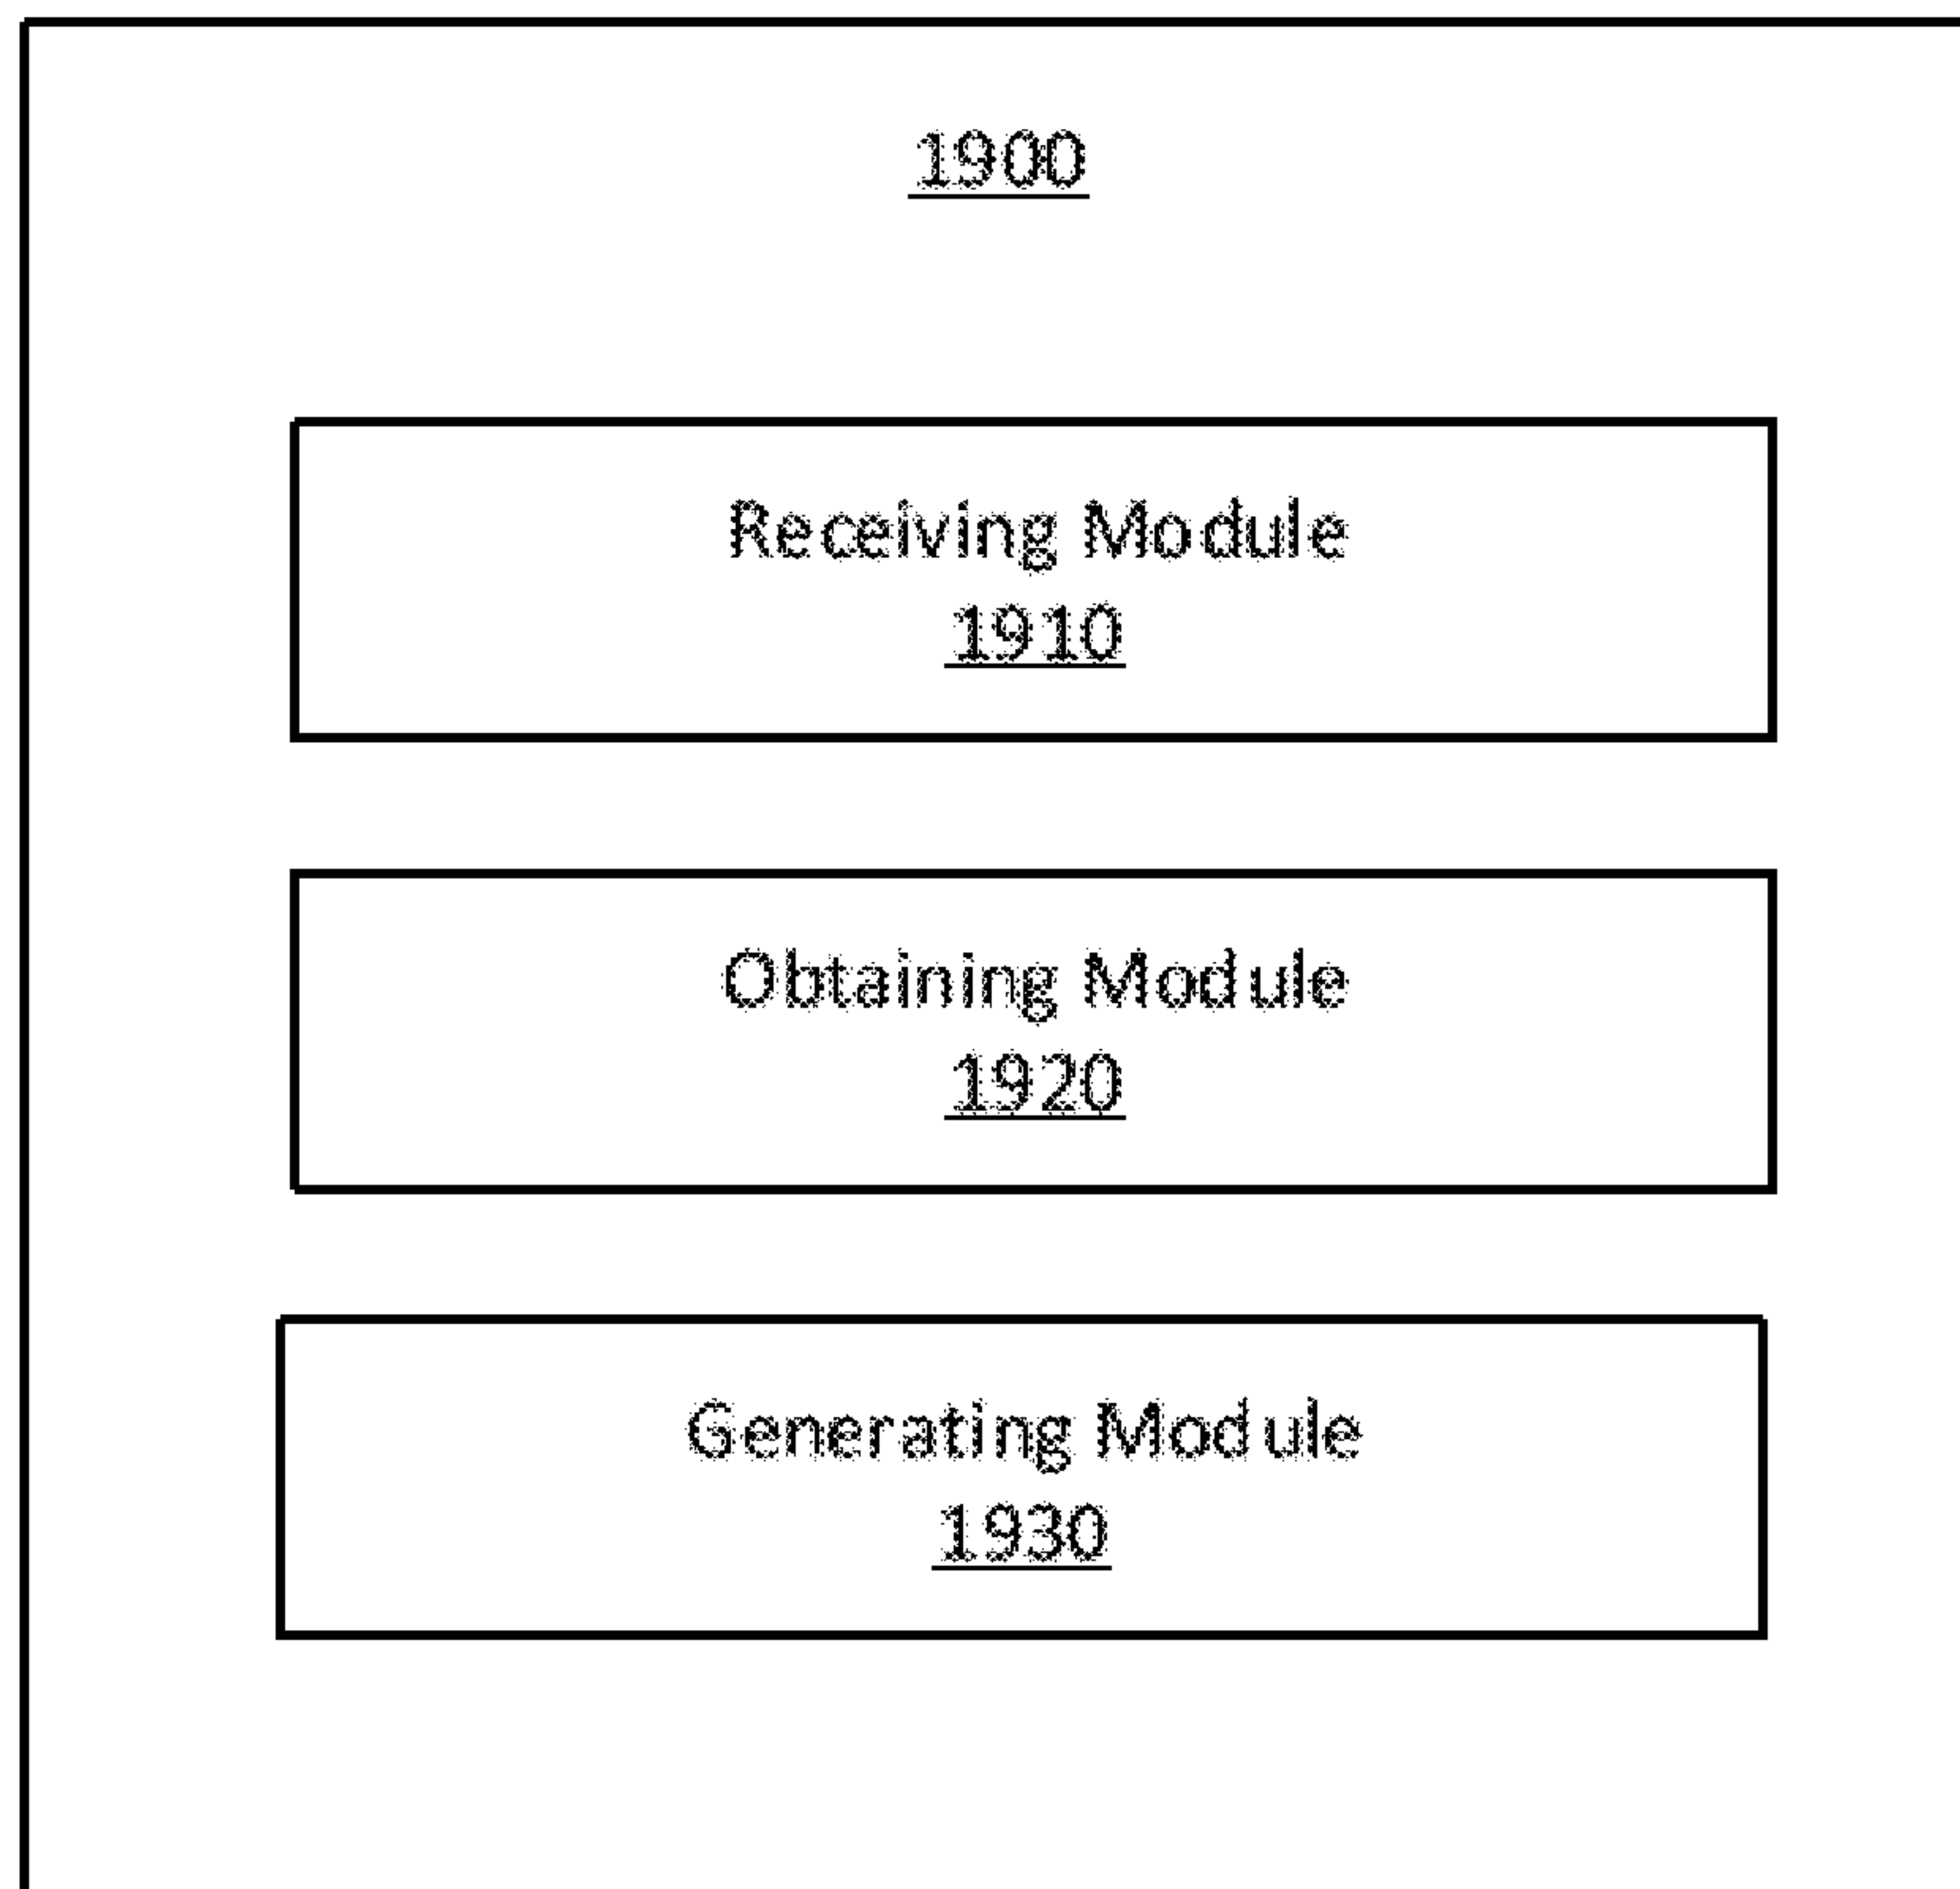 1900
Receiving Module
1910
Obtaining Module
1920
Generating Module
1930